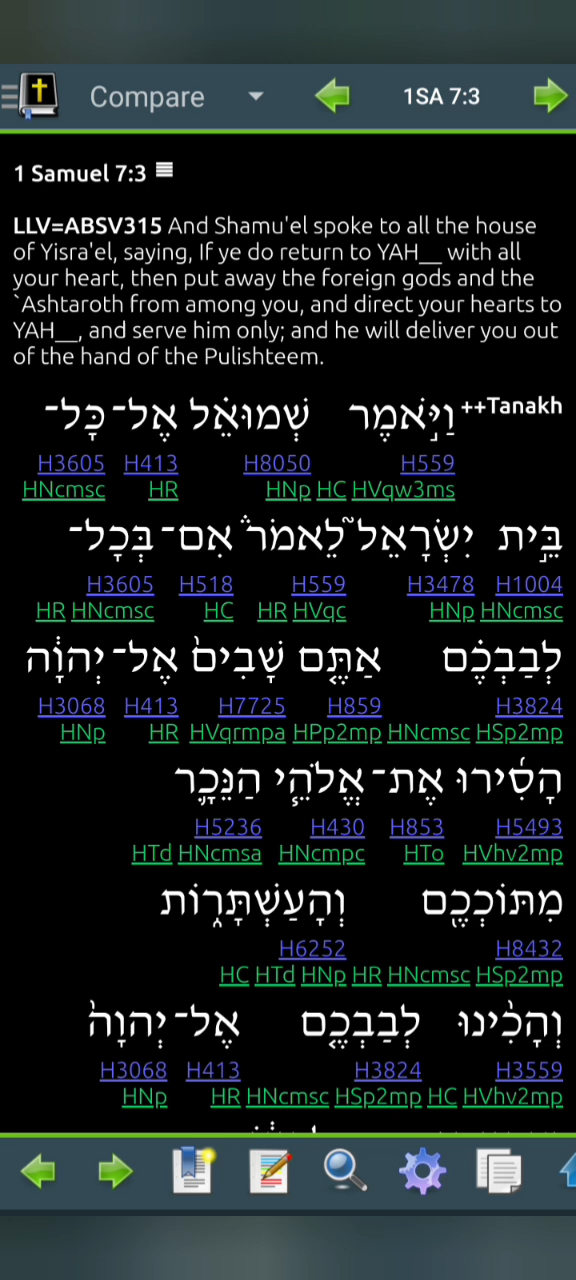 Compare
1SA 7:3
1 Samuel 7:3
LLV=ABSV315 And Shamu'el spoke to all the house
of Yisra'el, saying, If ye do return to YAH__ with all
your heart, then put away the foreign gods and the
`Ashtaroth from among you, and direct your hearts to
YAH__, and serve him only; and he will deliver you out
of the hand of the Pulishteem.
++Tanakh וַיֹּ֣אמֶר שְׁמוּאֵ֗ל אֶל־ כָּל־
H3605 H413 H8050 H559
HNcmsc HR HNp HC HVqw3ms
בֵּ֣ית יִשְׂרָאֵל֮ לֵאמֹר֒ אִם־ בְּכָל־
H3605 H518 H559 H3478 H1004
HR HNcmsc HC HR HVqc HNp HNcmsc
לְבַבְכֶ֗ם אַתֶּ֤ם שָׁבִים֙ אֶל־ יְהוָ֔ה
H3068 H413 H7725 H859 H3824
HNp HR HVqrmpa HPp2mp HNcmsc HSp2mp
הָסִ֜ירוּ אֶת־ אֱלֹהֵ֧י הַנֵּכָ֛ר
H5236 H430 H853 H5493
HTd HNcmsa HNcmpc HTo HVhv2mp
מִתּוֹכְכֶ֖ם וְהָעַשְׁתָּר֑וֹת
H6252 H8432
HC HTd HNp HR HNcmsc HSp2mp
וְהָכִ֨ינוּ לְבַבְכֶ֤ם אֶל־ יְהוָה֙
H3068 H413 H3824 H3559
HNp HR HNcmsc HSp2mp HC HVhv2mp